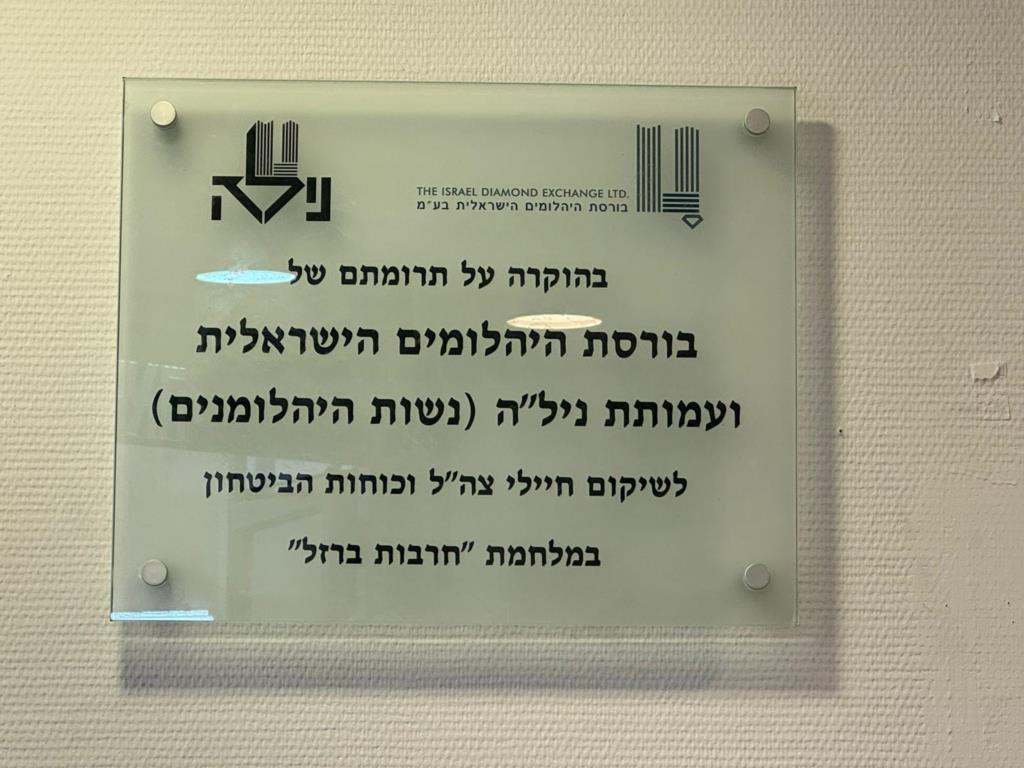 נילה
THE ISRAEL DIAMOND EXCHANGE LTD.
בורסת היהלומים הישראלית בע״מ
בהוקרה על תרומתם של
בורסת היהלומים הישראלית
ועמותת ניל״ה (נשות היהלומנים)
לשיקום חיילי צה״ל וכוחות הביטחון
במלחמת ״חרבות ברזל״